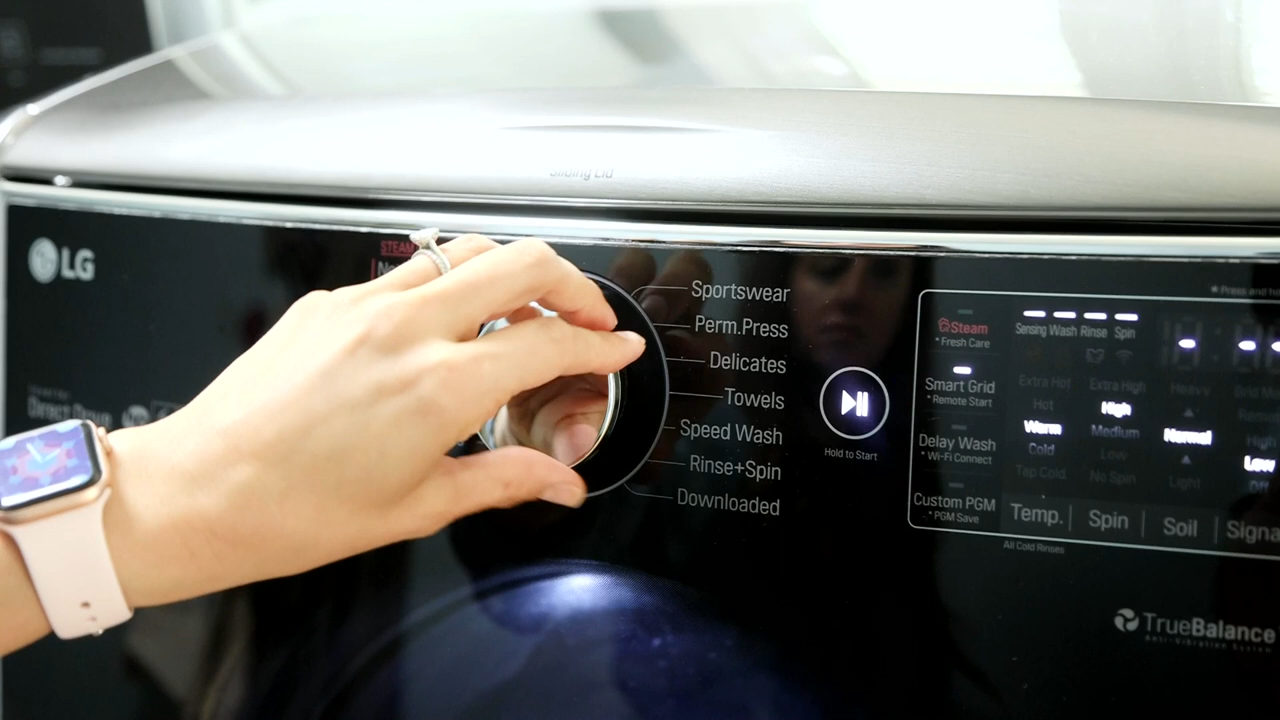 Sliding Lid
LG
STEAM
Sportswear
Perm.Press
Delicates
Towels
Speed Wash
Rinse+Spin
Downloaded
Hold to Start
Steam
* Fresh Care
Smart Grid
* Remote Start
Delay Wash
* Wi-Fi Connect
Custom PGM
* PGM Save
Sensing Wash Rinse Spin
Extra Hot
Hot
Warm
Cold
Tap Cold
Temp.
Extra High
High
Medium
Low
No Spin
Spin
Heavy
Normal
Light
Soil
Low
All Cold Rinses
TrueBalance
Anti-Vibration System
Direct Drive